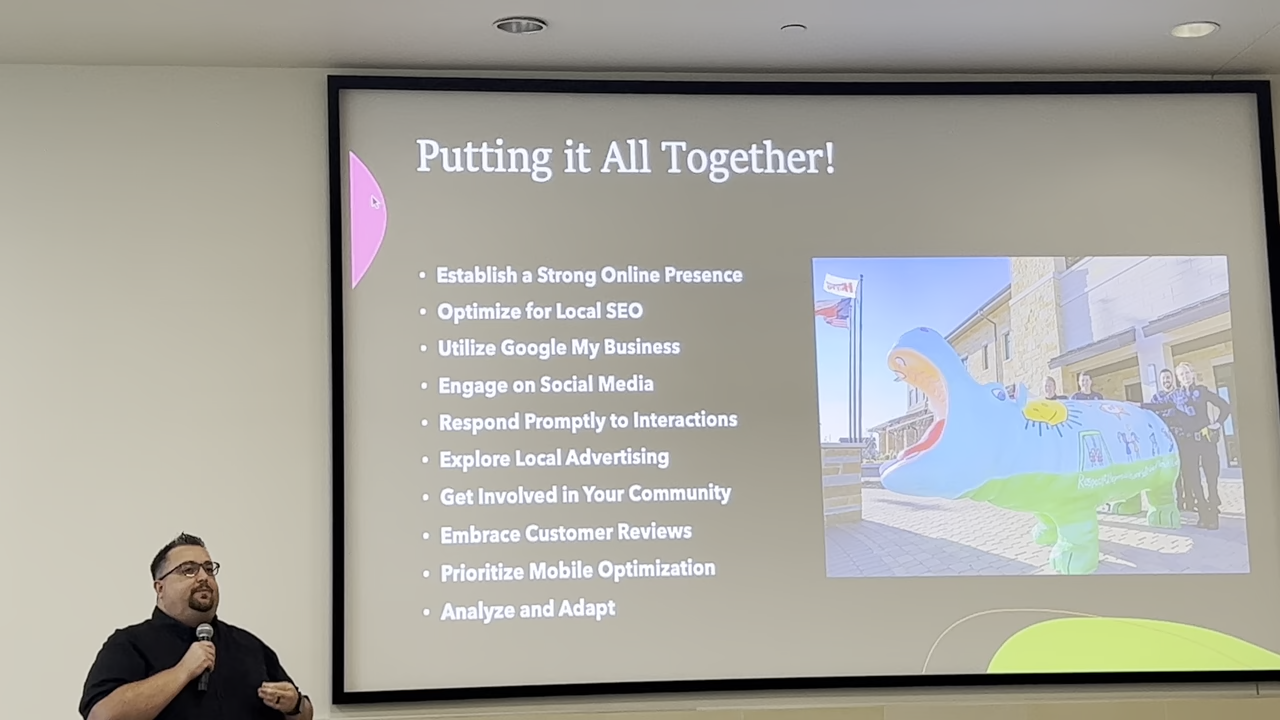 Putting it All Together!
• Establish a Strong Online Presence
• Optimize for Local SEO
• Utilize Google My Business
• Engage on Social Media
• Respond Promptly to Interactions
• Explore Local Advertising
• Get Involved in Your Community
• Embrace Customer Reviews
• Prioritize Mobile Optimization
• Analyze and Adapt